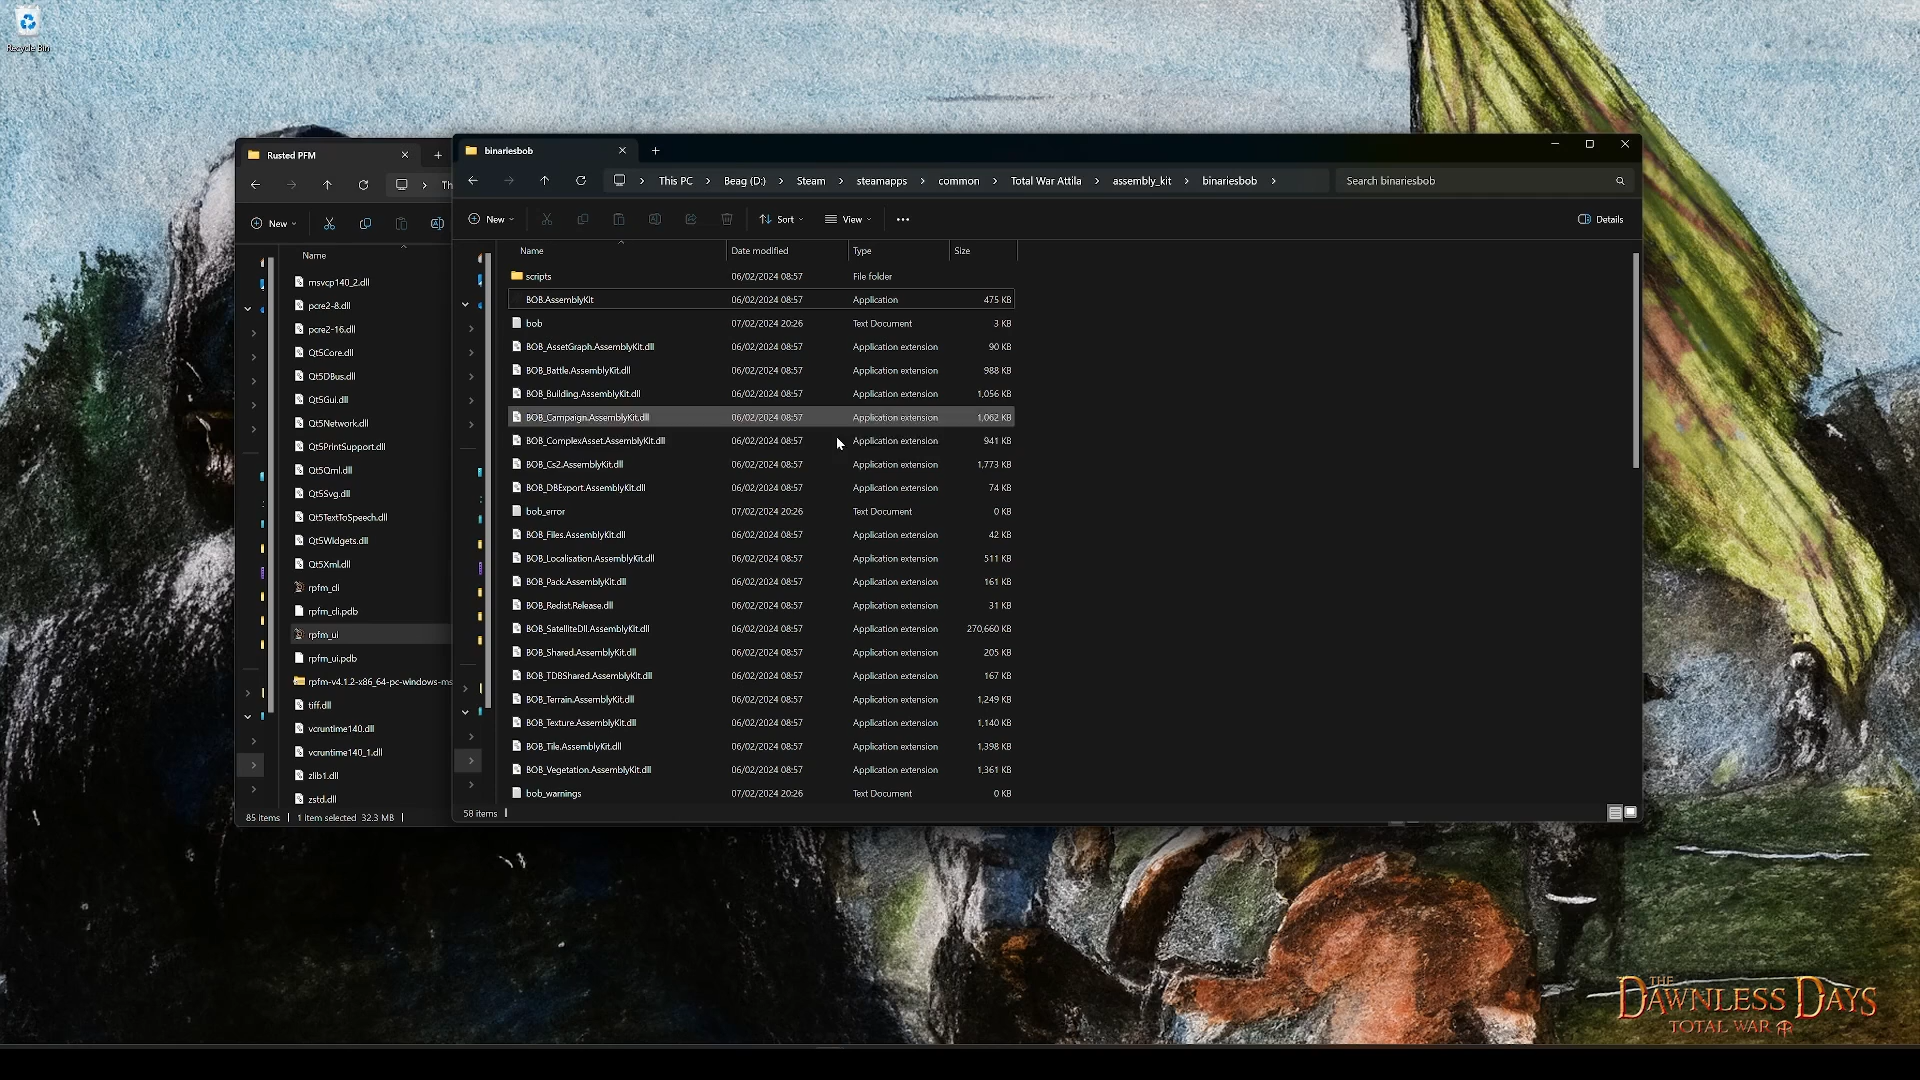 Recycle Bin
Rusted PFM
Th
New
Name
msvcp140_2.dll
pcre2-8.dll
pcre2-16.dll
Qt5Core.dll
Qt5DBus.dll
Qt5Gui.dll
Qt5Network.dll
Qt5PrintSupport.dll
Qt5Qml.dll
Qt5Svg.dll
Qt5TextToSpeech.dll
Qt5Widgets.dll
Qt5Xml.dll
rpfm_cli
rpfm_cli.pdb
rpfm_ui
rpfm_ui.pdb
rpfm-v4.1.2-x86_64-pc-windows-ms
tiff.dll
vcruntime140.dll
vcruntime140_1.dll
zlib1.dll
zstd.dll
85 items 1 item selected 32.3 MB
binariesbob
This PC Beag (D:) Steam steamapps common Total War Attila assembly_kit binariesbob
Search binariesbob
New Sort View Details
Name Date modified Type Size
scripts 06/02/2024 08:57 File folder
BOB.AssemblyKit 06/02/2024 08:57 Application 475 KB
bob 07/02/2024 20:26 Text Document 3 KB
BOB_AssetGraph.AssemblyKit.dll 06/02/2024 08:57 Application extension 90 KB
BOB_Battle.AssemblyKit.dll 06/02/2024 08:57 Application extension 988 KB
BOB_Building.AssemblyKit.dll 06/02/2024 08:57 Application extension 1,056 KB
BOB_Campaign.AssemblyKit.dll 06/02/2024 08:57 Application extension 1,062 KB
BOB_ComplexAsset.AssemblyKit.dll 06/02/2024 08:57 Application extension 941 KB
BOB_Cs2.AssemblyKit.dll 06/02/2024 08:57 Application extension 1,773 KB
BOB_DBExport.AssemblyKit.dll 06/02/2024 08:57 Application extension 74 KB
bob_error 07/02/2024 20:26 Text Document 0 KB
BOB_Files.AssemblyKit.dll 06/02/2024 08:57 Application extension 42 KB
BOB_Localisation.AssemblyKit.dll 06/02/2024 08:57 Application extension 511 KB
BOB_Pack.AssemblyKit.dll 06/02/2024 08:57 Application extension 161 KB
BOB_Redist.Release.dll 06/02/2024 08:57 Application extension 31 KB
BOB_SatelliteDll.AssemblyKit.dll 06/02/2024 08:57 Application extension 270,660 KB
BOB_Shared.AssemblyKit.dll 06/02/2024 08:57 Application extension 205 KB
BOB_TDBShared.AssemblyKit.dll 06/02/2024 08:57 Application extension 167 KB
BOB_Terrain.AssemblyKit.dll 06/02/2024 08:57 Application extension 1,249 KB
BOB_Texture.AssemblyKit.dll 06/02/2024 08:57 Application extension 1,140 KB
BOB_Tile.AssemblyKit.dll 06/02/2024 08:57 Application extension 1,398 KB
BOB_Vegetation.AssemblyKit.dll 06/02/2024 08:57 Application extension 1,361 KB
bob_warnings 07/02/2024 20:26 Text Document 0 KB
58 items
THE
DAWNLESS DAYS
TOTAL WAR